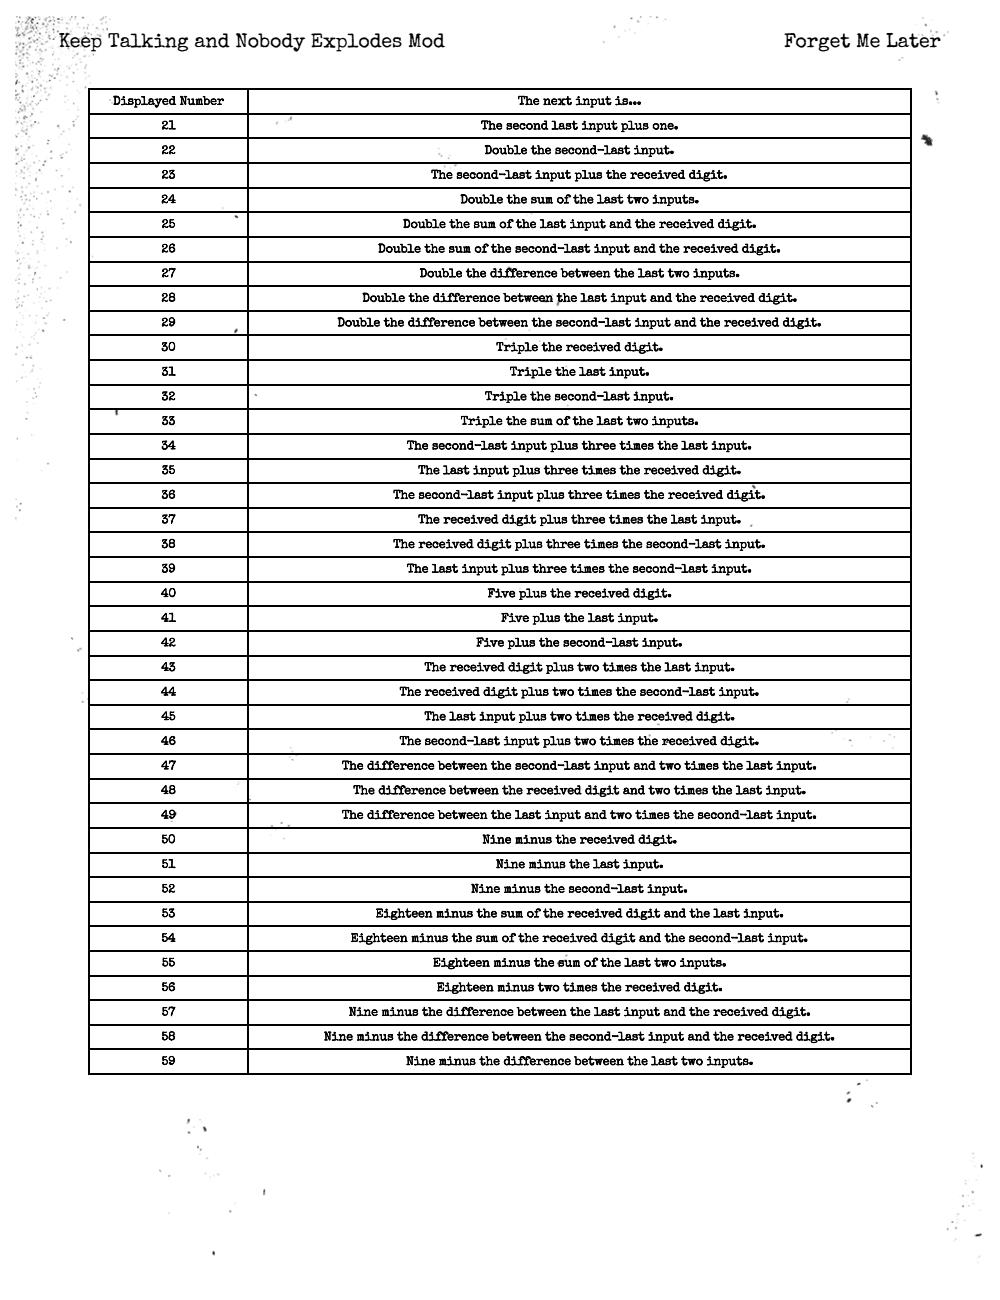 Keep Talking and Nobody Explodes Mod Forget Me Later
Displayed Number The next input is...
21 The second last input plus one.
22 Double the second-last input.
23 The second-last input plus the received digit.
24 Double the sum of the last two inputs.
25 Double the sum of the last input and the received digit.
26 Double the sum of the second-last input and the received digit.
27 Double the difference between the last two inputs.
28 Double the difference between the last input and the received digit.
29 Double the difference between the second-last input and the received digit.
30 Triple the received digit.
31 Triple the last input.
32 Triple the second-last input.
33 Triple the sum of the last two inputs.
34 The second-last input plus three times the last input.
35 The last input plus three times the received digit.
36 The second-last input plus three times the received digit.
37 The received digit plus three times the last input.
38 The received digit plus three times the second-last input.
39 The last input plus three times the second-last input.
40 Five plus the received digit.
41 Five plus the last input.
42 Five plus the second-last input.
43 The received digit plus two times the last input.
44 The received digit plus two times the second-last input.
45 The last input plus two times the received digit.
46 The second-last input plus two times the received digit.
47 The difference between the second-last input and two times the last input.
48 The difference between the received digit and two times the last input.
49 The difference between the last input and two times the second-last input.
50 Nine minus the received digit.
51 Nine minus the last input.
52 Nine minus the second-last input.
53 Eighteen minus the sum of the received digit and the last input.
54 Eighteen minus the sum of the received digit and the second-last input.
55 Eighteen minus the sum of the last two inputs.
56 Eighteen minus two times the received digit.
57 Nine minus the difference between the last input and the received digit.
58 Nine minus the difference between the second-last input and the received digit.
59 Nine minus the difference between the last two inputs.